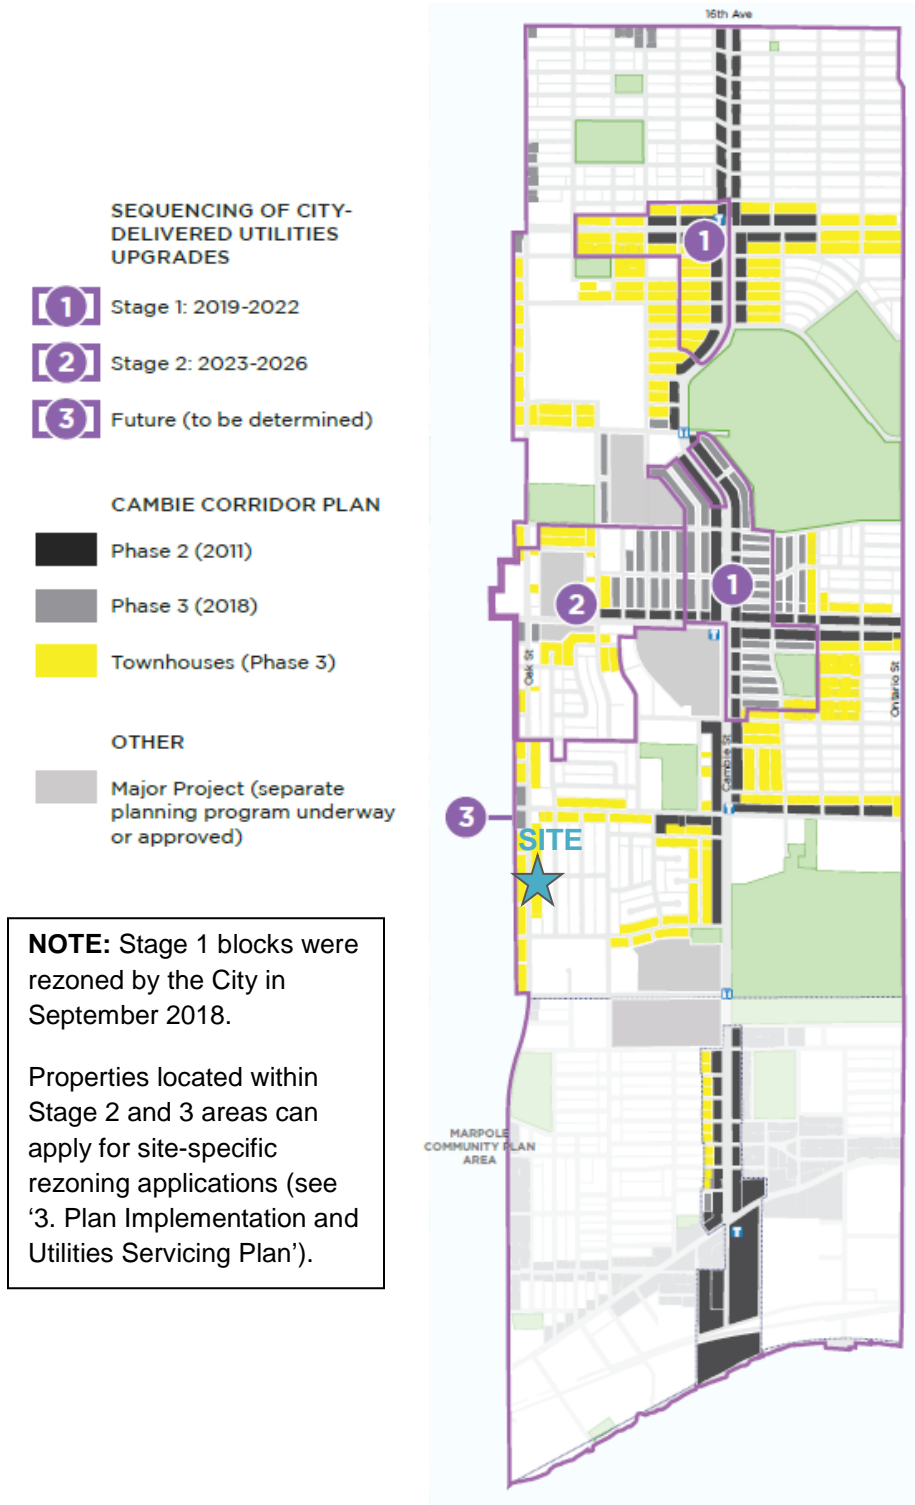 16th Ave
SEQUENCING OF CITY-
DELIVERED UTILITIES
UPGRADES
1 Stage 1: 2019-2022
2 Stage 2: 2023-2026
3 Future (to be determined)
CAMBIE CORRIDOR PLAN
Phase 2 (2011)
Phase 3 (2018)
Townhouses (Phase 3)
OTHER
Major Project (separate
planning program underway
or approved)
1
T
T
1
2
T
Oak St
Ontario St
Cambie St
T
3
SITE
T
MARPOLE
COMMUNITY PLAN
AREA
T
NOTE: Stage 1 blocks were
rezoned by the City in
September 2018.
Properties located within
Stage 2 and 3 areas can
apply for site-specific
rezoning applications (see
‘3. Plan Implementation and
Utilities Servicing Plan’).